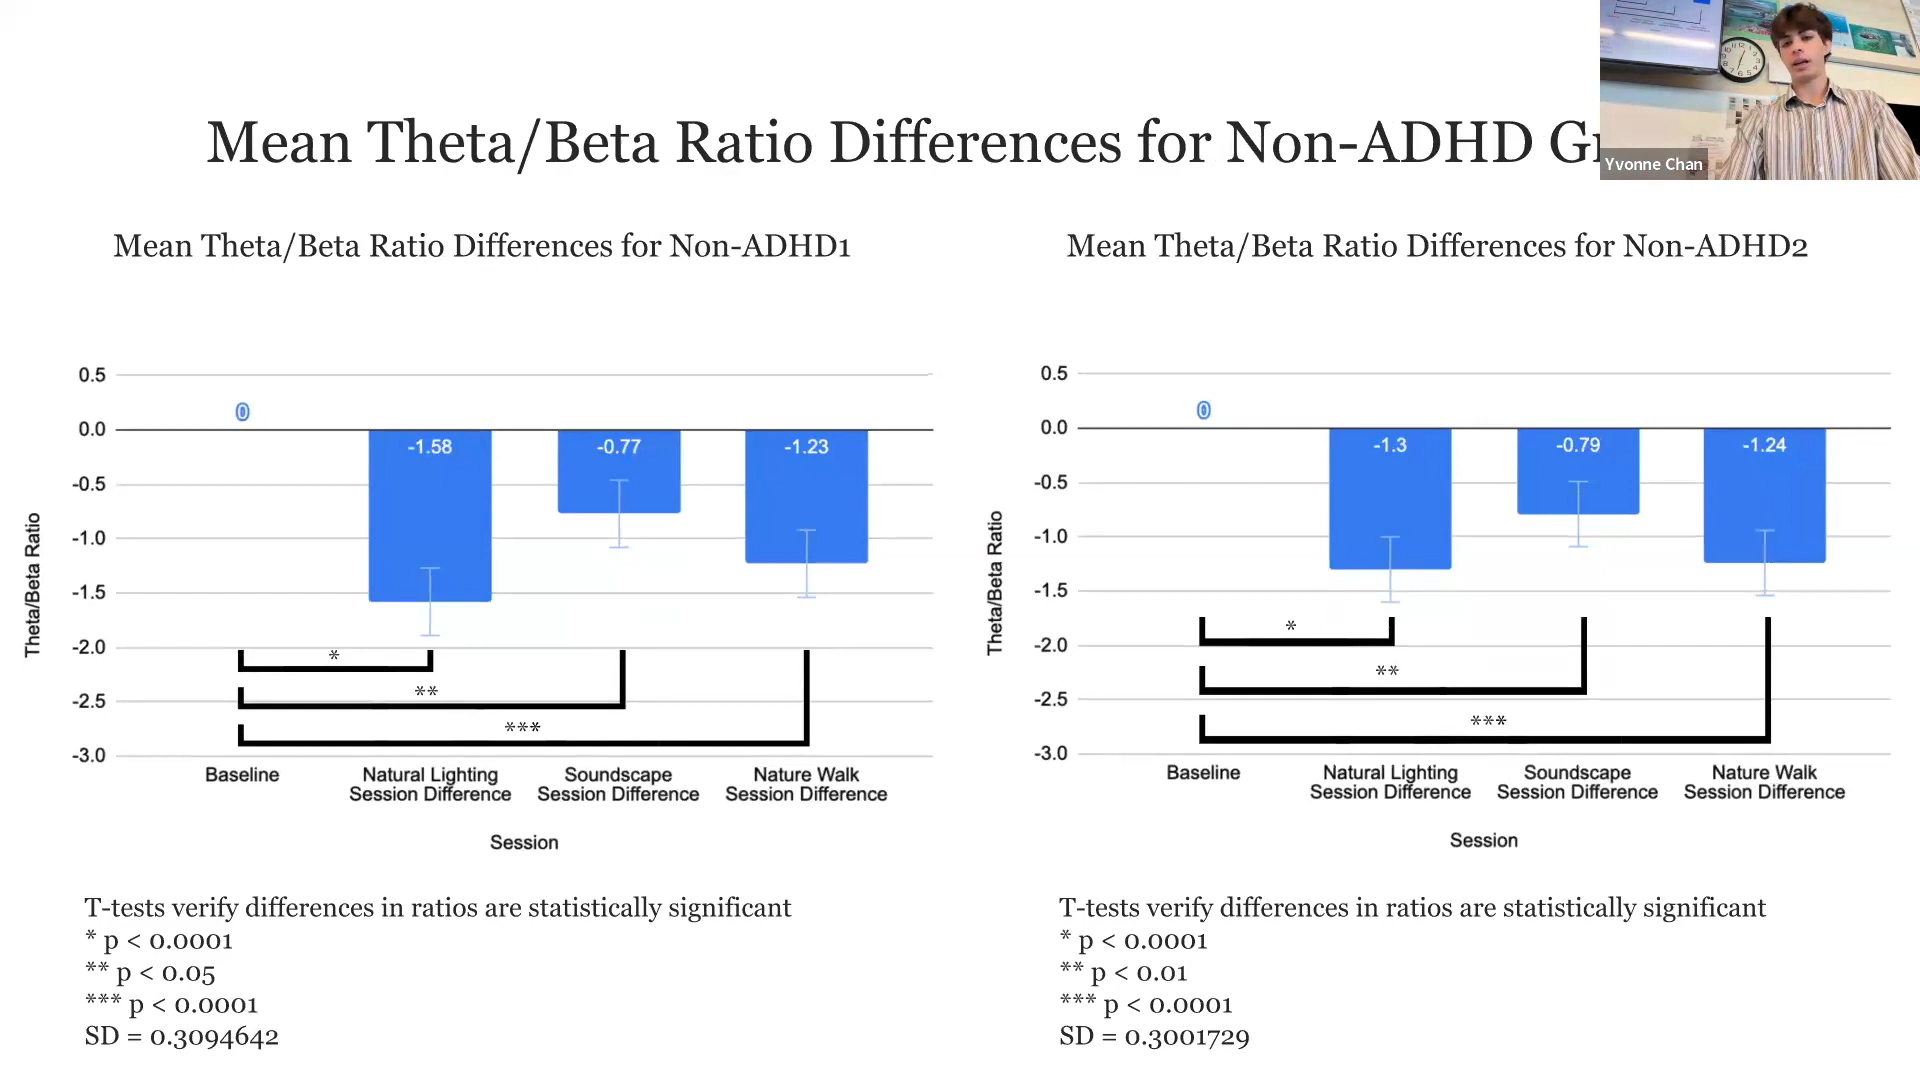 Mean Theta/Beta Ratio Differences for Non-ADHD
Yvonne Chan
Mean Theta/Beta Ratio Differences for Non-ADHD1
0.5
0.0
-0.5
-1.0
-1.5
-2.0
-2.5
-3.0
Theta/Beta Ratio
0
-1.58
-0.77
-1.23
*
**
***
Baseline
Natural Lighting
Session Difference
Soundscape
Session Difference
Nature Walk
Session Difference
Session
T-tests verify differences in ratios are statistically significant
* p < 0.0001
** p < 0.05
*** p < 0.0001
SD = 0.3094642
Mean Theta/Beta Ratio Differences for Non-ADHD2
0.5
0.0
-0.5
-1.0
-1.5
-2.0
-2.5
-3.0
Theta/Beta Ratio
0
-1.3
-0.79
-1.24
*
**
***
Baseline
Natural Lighting
Session Difference
Soundscape
Session Difference
Nature Walk
Session Difference
Session
T-tests verify differences in ratios are statistically significant
* p < 0.0001
** p < 0.01
*** p < 0.0001
SD = 0.3001729